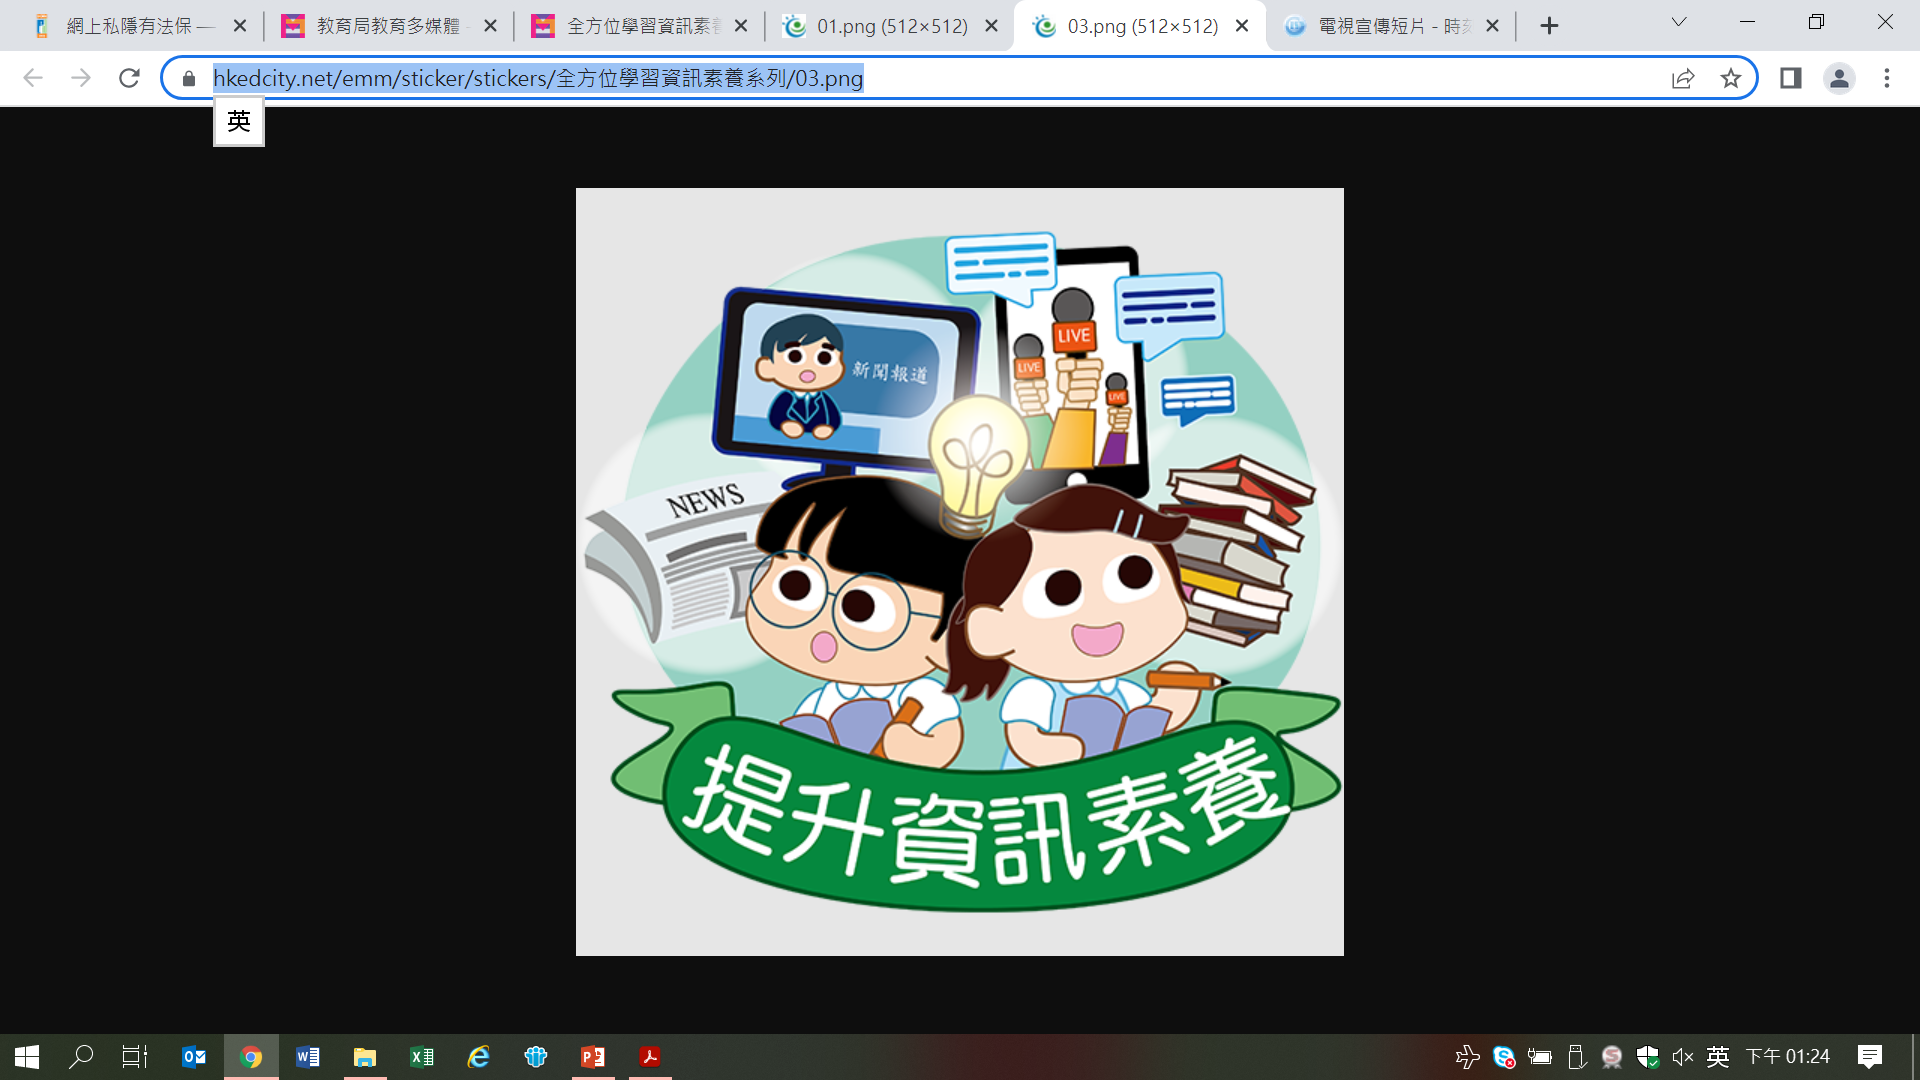 網上私隱有法保 —
教育局教育多媒體 -
全方位學習資訊素養
01.png (512×512)
03.png (512×512)
電視宣傳短片 - 時
hkedcity.net/emm/sticker/stickers/全方位學習資訊素養系列/03.png
英
LIVE
LIVE
LIVE
新聞報道
NEWS
提升資訊素養
英
下午 01:24